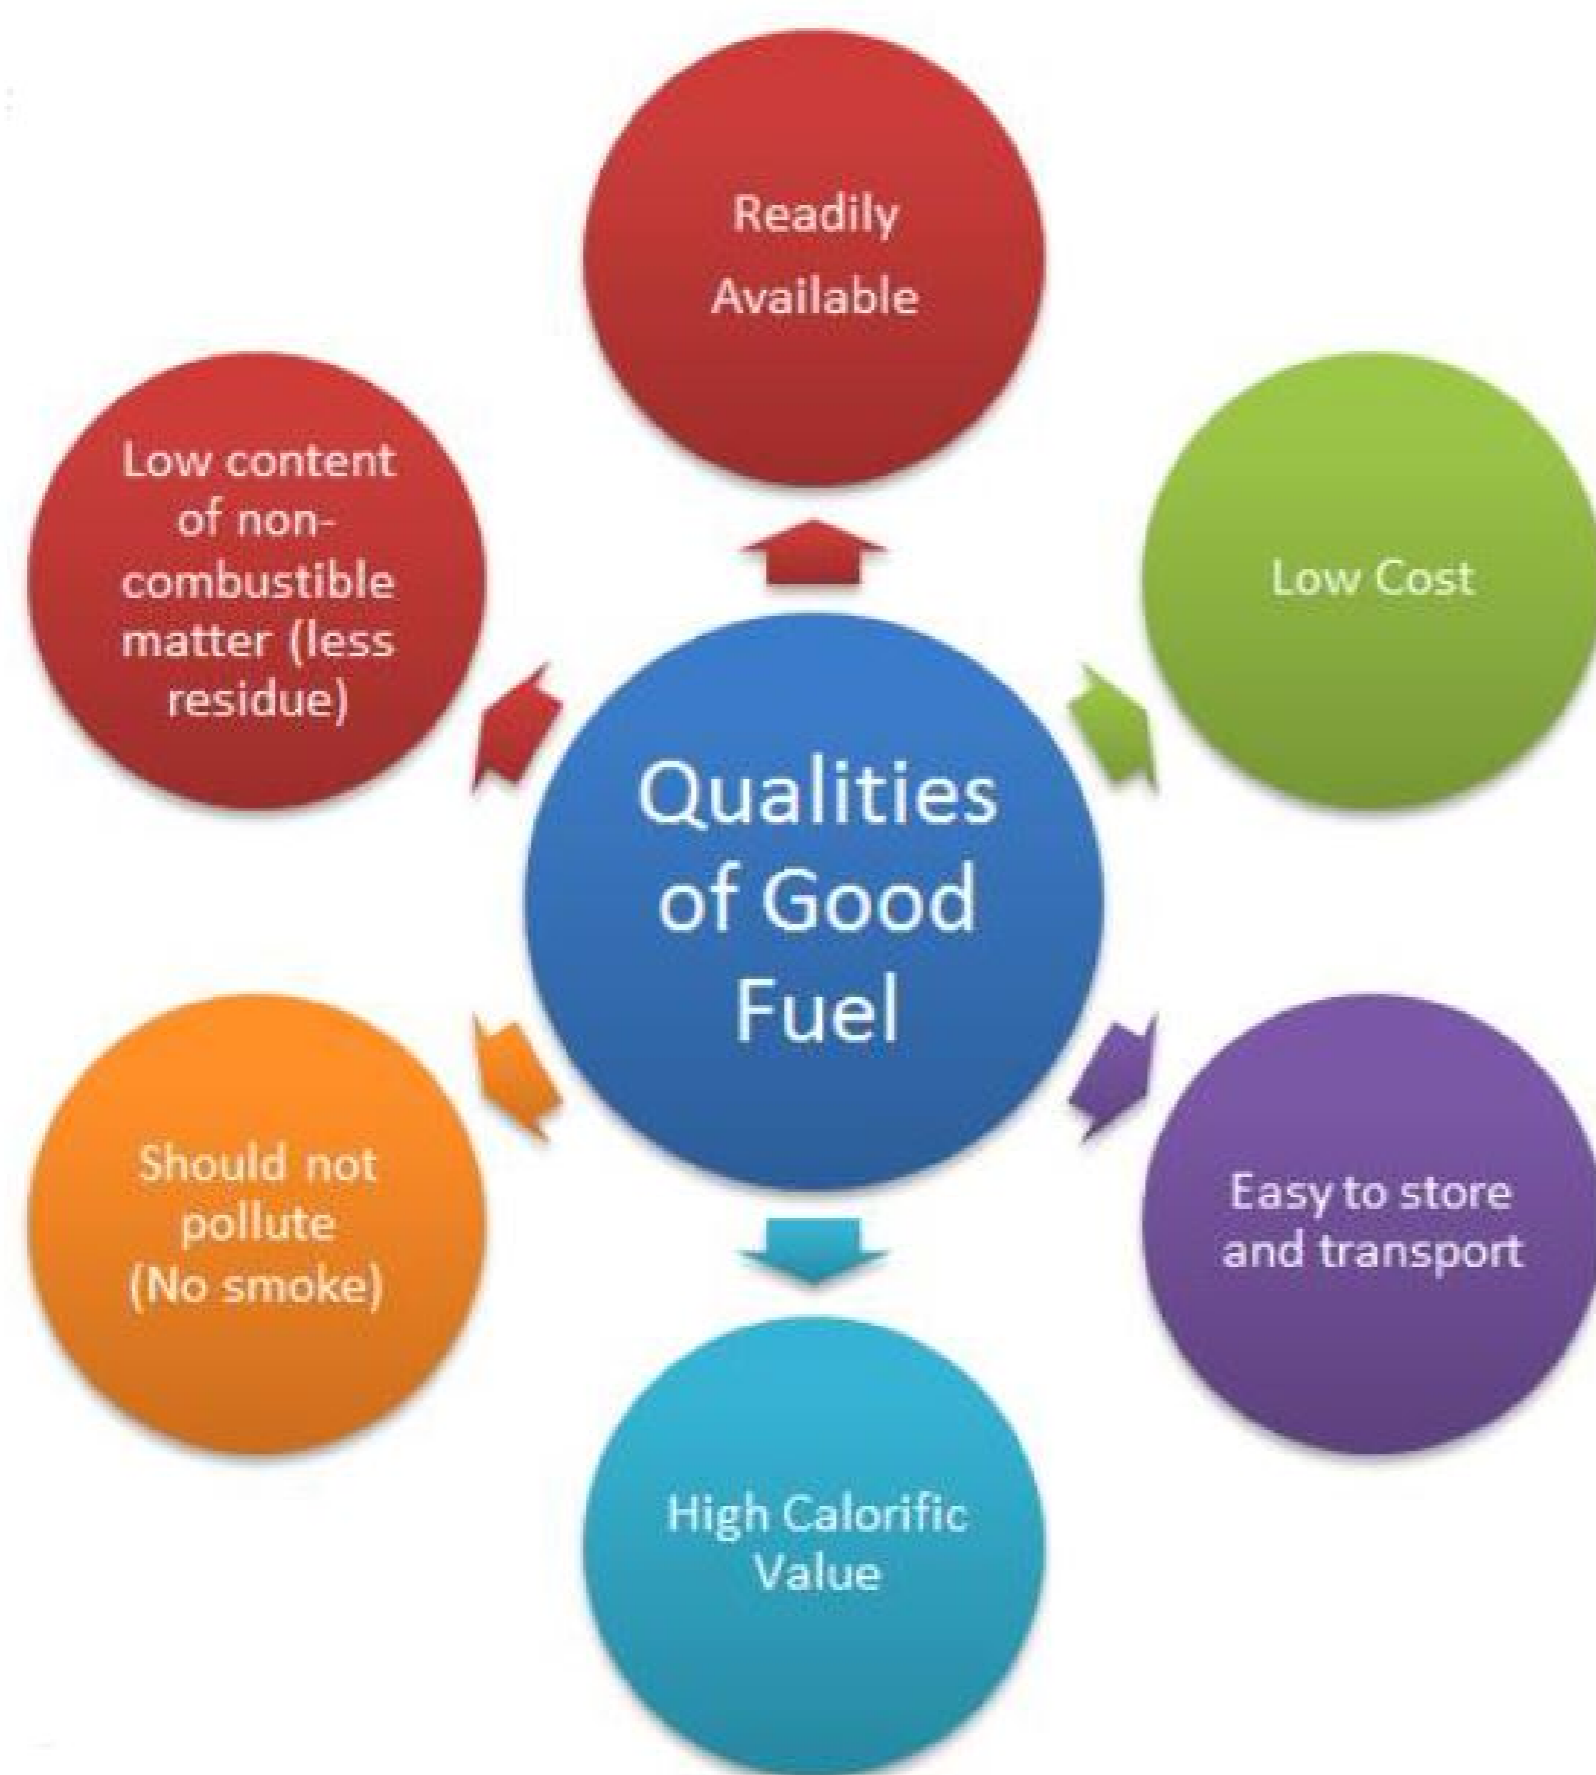 Readily
Available
Low content
of non-
combustible
matter (less
residue)
Low Cost
Qualities
of Good
Fuel
Should not
pollute
(No smoke)
Easy to store
and transport
High Calorific
Value